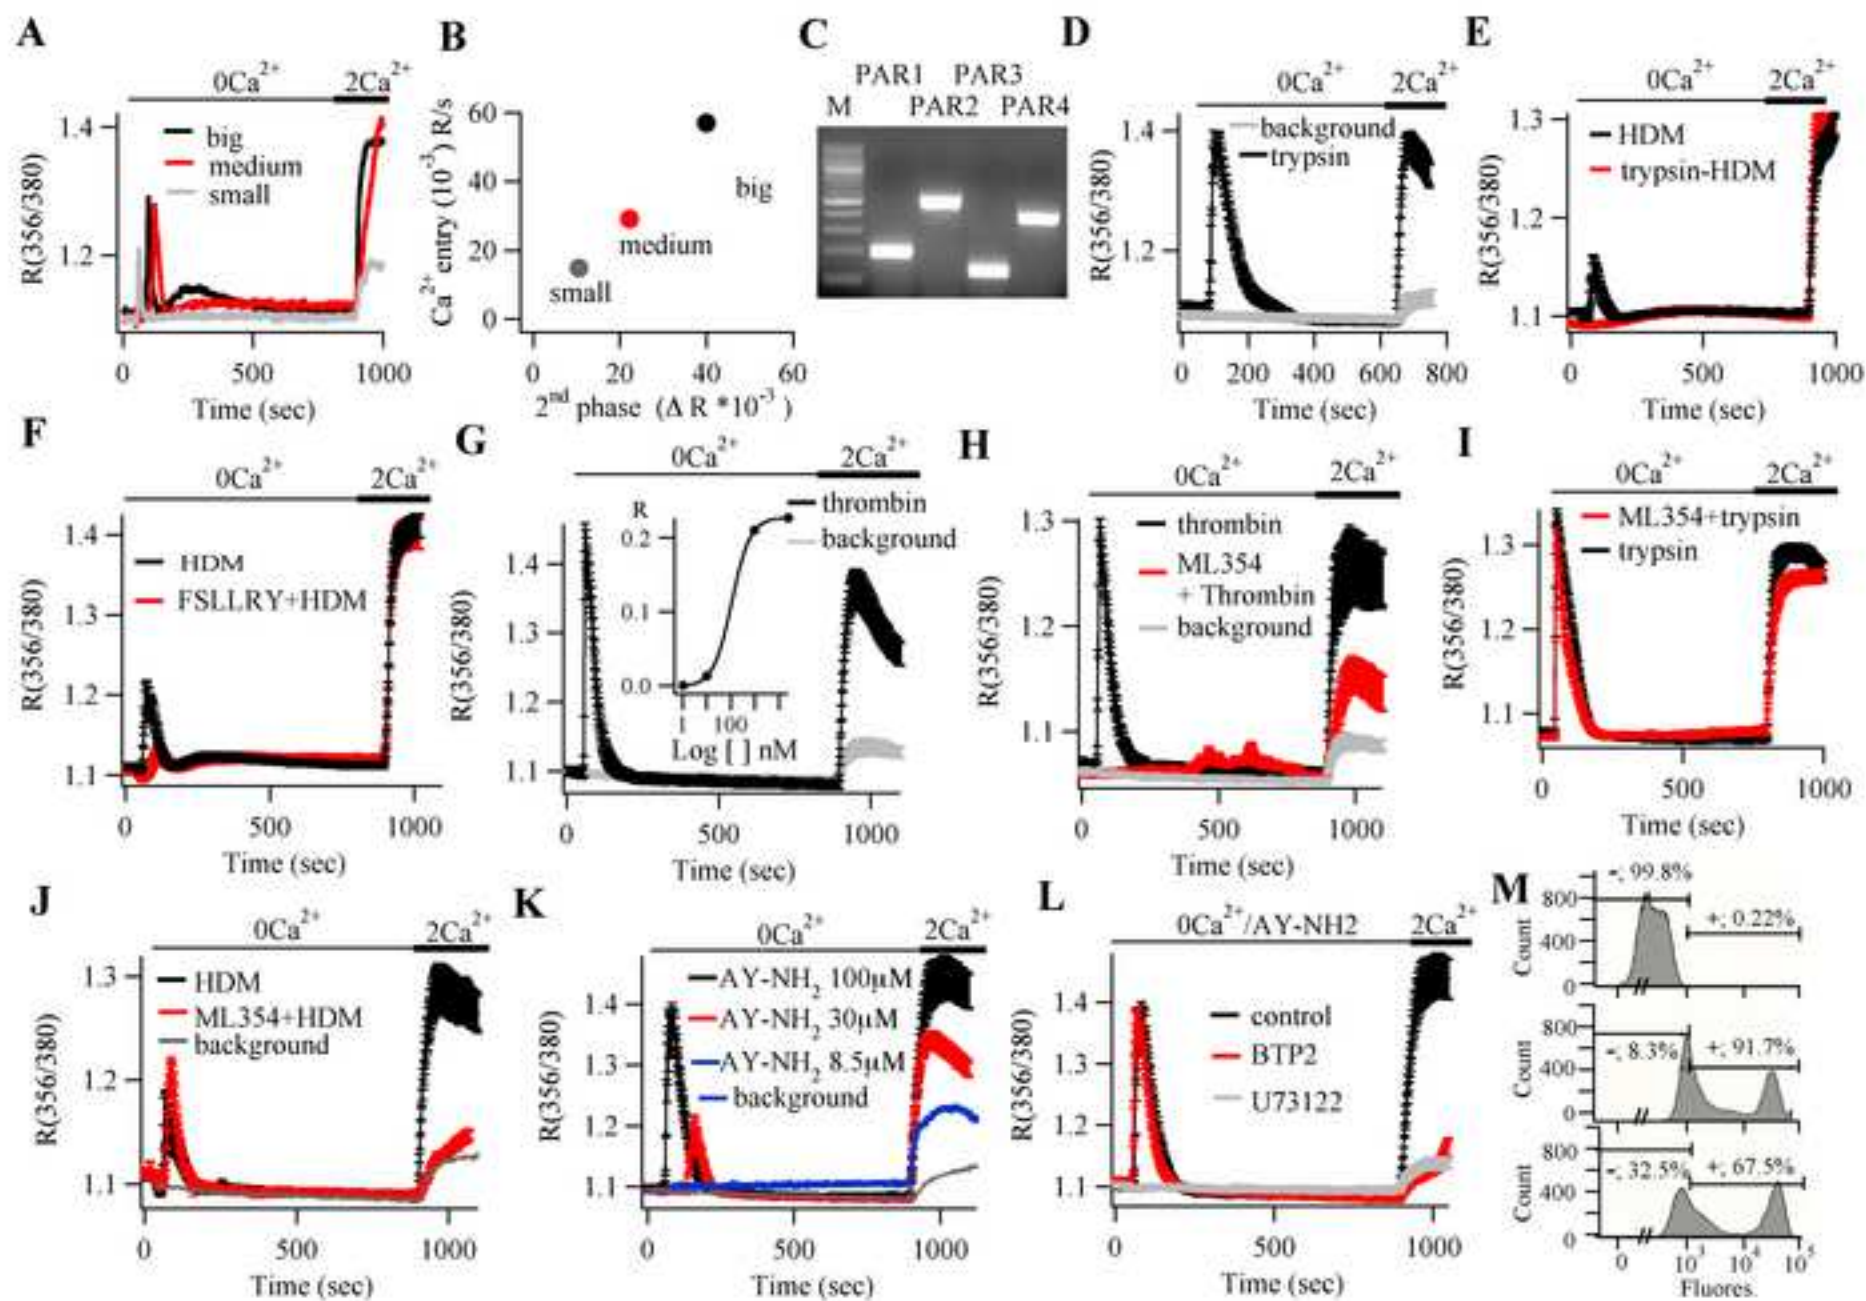 A
0Ca2+ 2Ca2+
big
medium
small
1.4
1.2
R(356/380)
0 500 1000
Time (sec)
B
60
40
20
0
Ca2+ entry (10-3) R/s
big
medium
small
0 20 40 60
2nd phase (Δ R *10-3 )
C
PAR1 PAR3
M PAR2 PAR4
D
0Ca2+ 2Ca2+
background
trypsin
1.4
1.2
R(356/380)
0 200 400 600 800
Time (sec)
E
0Ca2+ 2Ca2+
HDM
trypsin-HDM
1.3
1.2
1.1
R(356/380)
0 500 1000
Time (sec)
F
0Ca2+ 2Ca2+
HDM
FSLLRY+HDM
1.4
1.3
1.2
1.1
R(356/380)
0 500 1000
Time (sec)
G
0Ca2+ 2Ca2+
thrombin
background
R
0.2
0.1
0.0
1 100
Log [ ] nM
1.4
1.3
1.2
1.1
R(356/380)
0 500 1000
Time (sec)
H
0Ca2+ 2Ca2+
thrombin
ML354
+ Thrombin
background
1.3
1.2
1.1
R(356/380)
0 500 1000
Time (sec)
I
0Ca2+ 2Ca2+
ML354+trypsin
trypsin
1.3
1.2
1.1
R(356/380)
0 500 1000
Time (sec)
J
0Ca2+ 2Ca2+
HDM
ML354+HDM
background
1.3
1.2
1.1
R(356/380)
0 500 1000
Time (sec)
K
0Ca2+ 2Ca2+
AY-NH2 100μM
AY-NH2 30μM
AY-NH2 8.5μM
background
1.4
1.3
1.2
1.1
R(356/380)
0 500 1000
Time (sec)
L
0Ca2+/AY-NH2 2Ca2+
control
BTP2
U73122
1.4
1.3
1.2
1.1
R(356/380)
0 500 1000
Time (sec)
M
-; 99.8%
+; 0.22%
800
400
0
Count
-; 8.3% +; 91.7%
800
400
0
Count
-; 32.5% +; 67.5%
800
400
0
Count
0 103 104 105
Fluores.